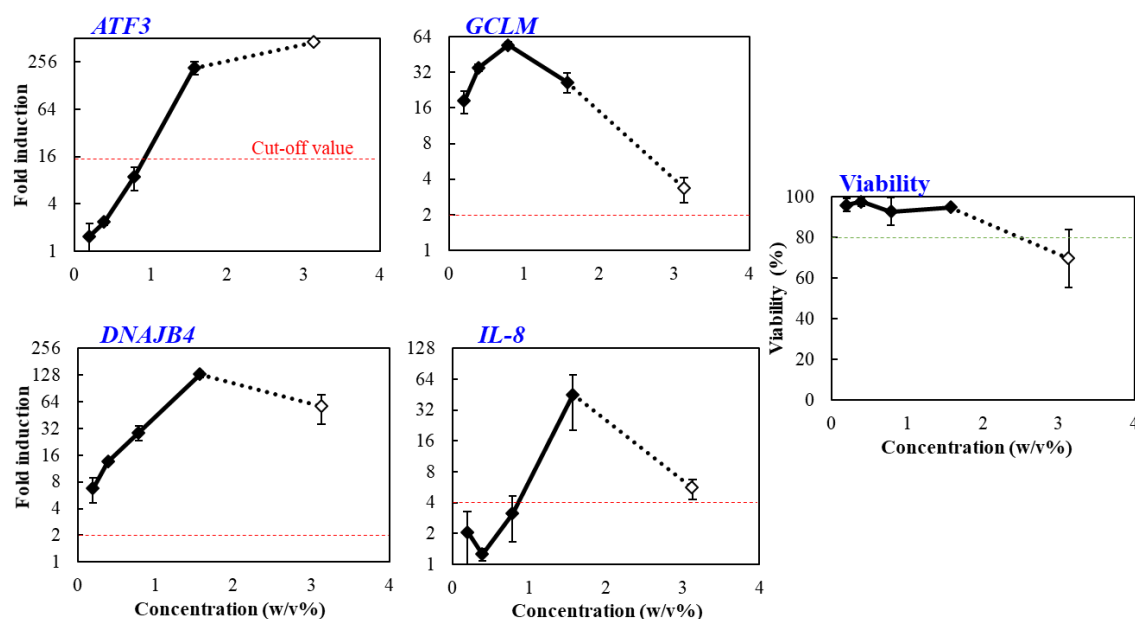 ATF3
Fold induction
256
64
16
4
1
Cut-off value
0 1 2 3 4
GCLM
64
32
16
8
4
2
1
0 1 2 3 4
DNAJB4
Fold induction
256
128
64
32
16
8
4
2
1
0 1 2 3 4
Concentration (w/v%)
IL-8
128
64
32
16
8
4
2
1
0 1 2 3 4
Concentration (w/v%)
Viability
Viability (%)
100
80
60
40
20
0
0 1 2 3 4
Concentration (w/v%)